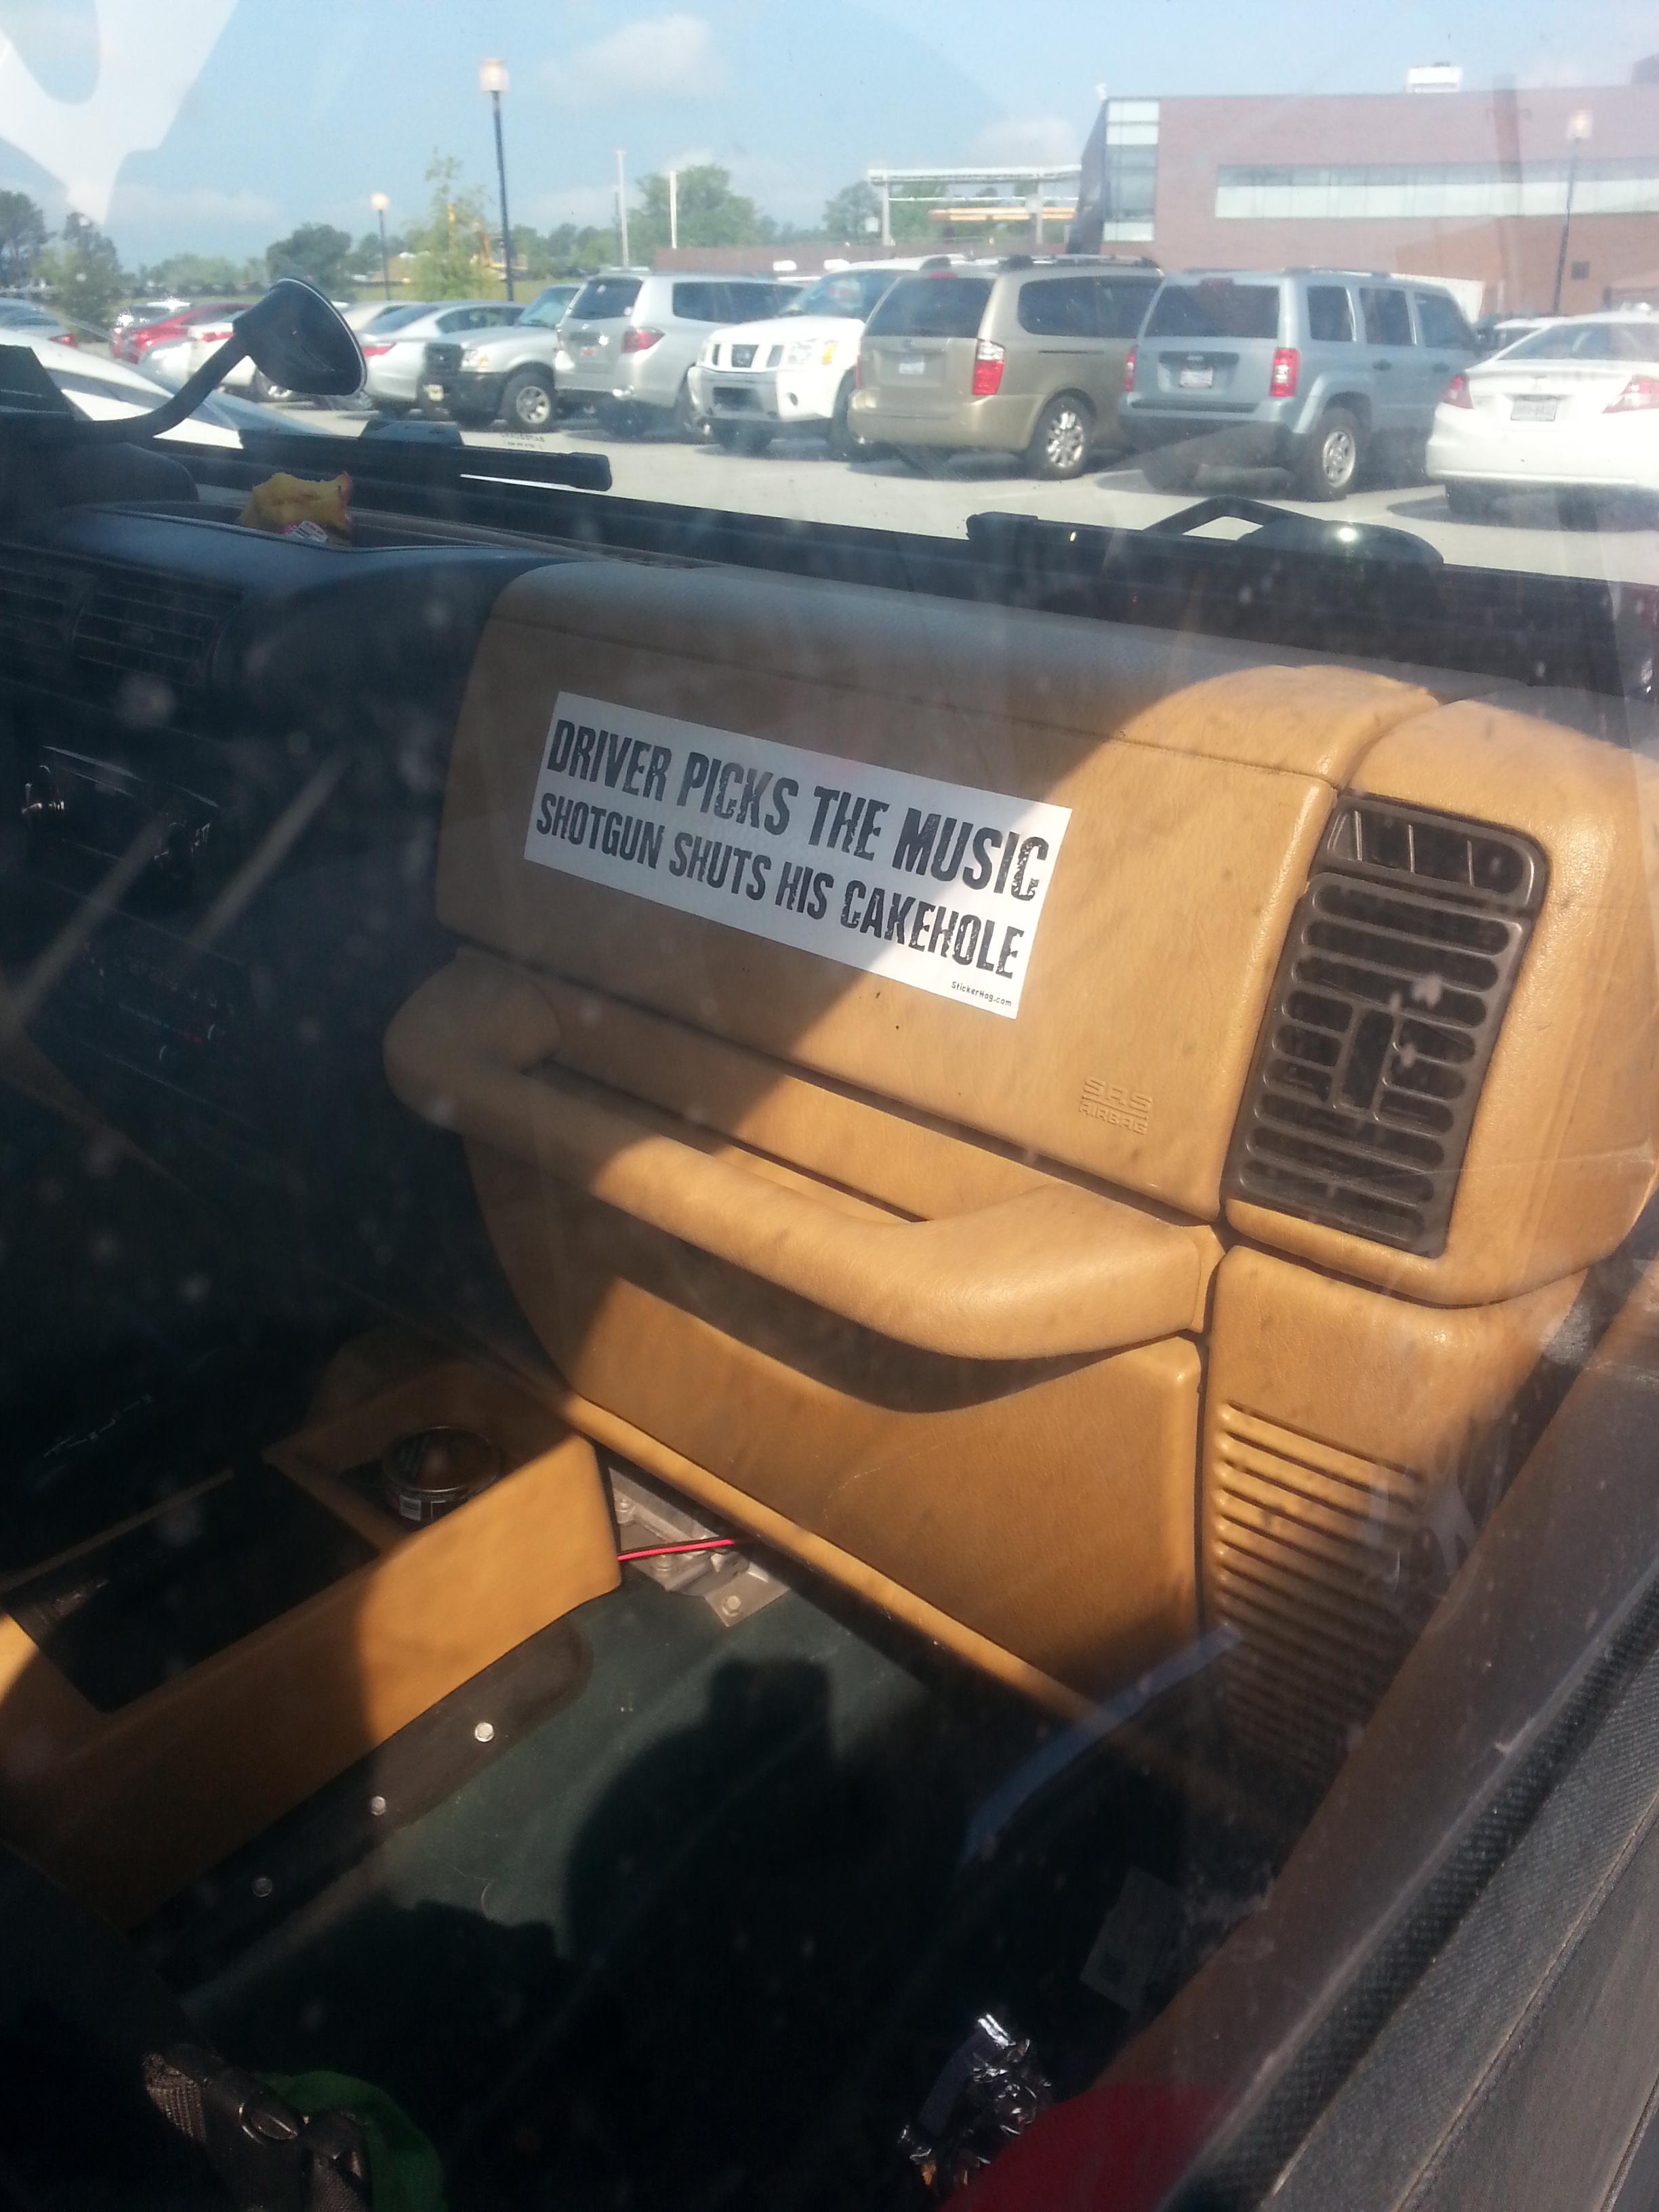 DRIVER PICKS THE MUSIC
SHOTGUN SHUTS HIS CAKEHOLE
StickerHog.com
SRS
AIRBAG